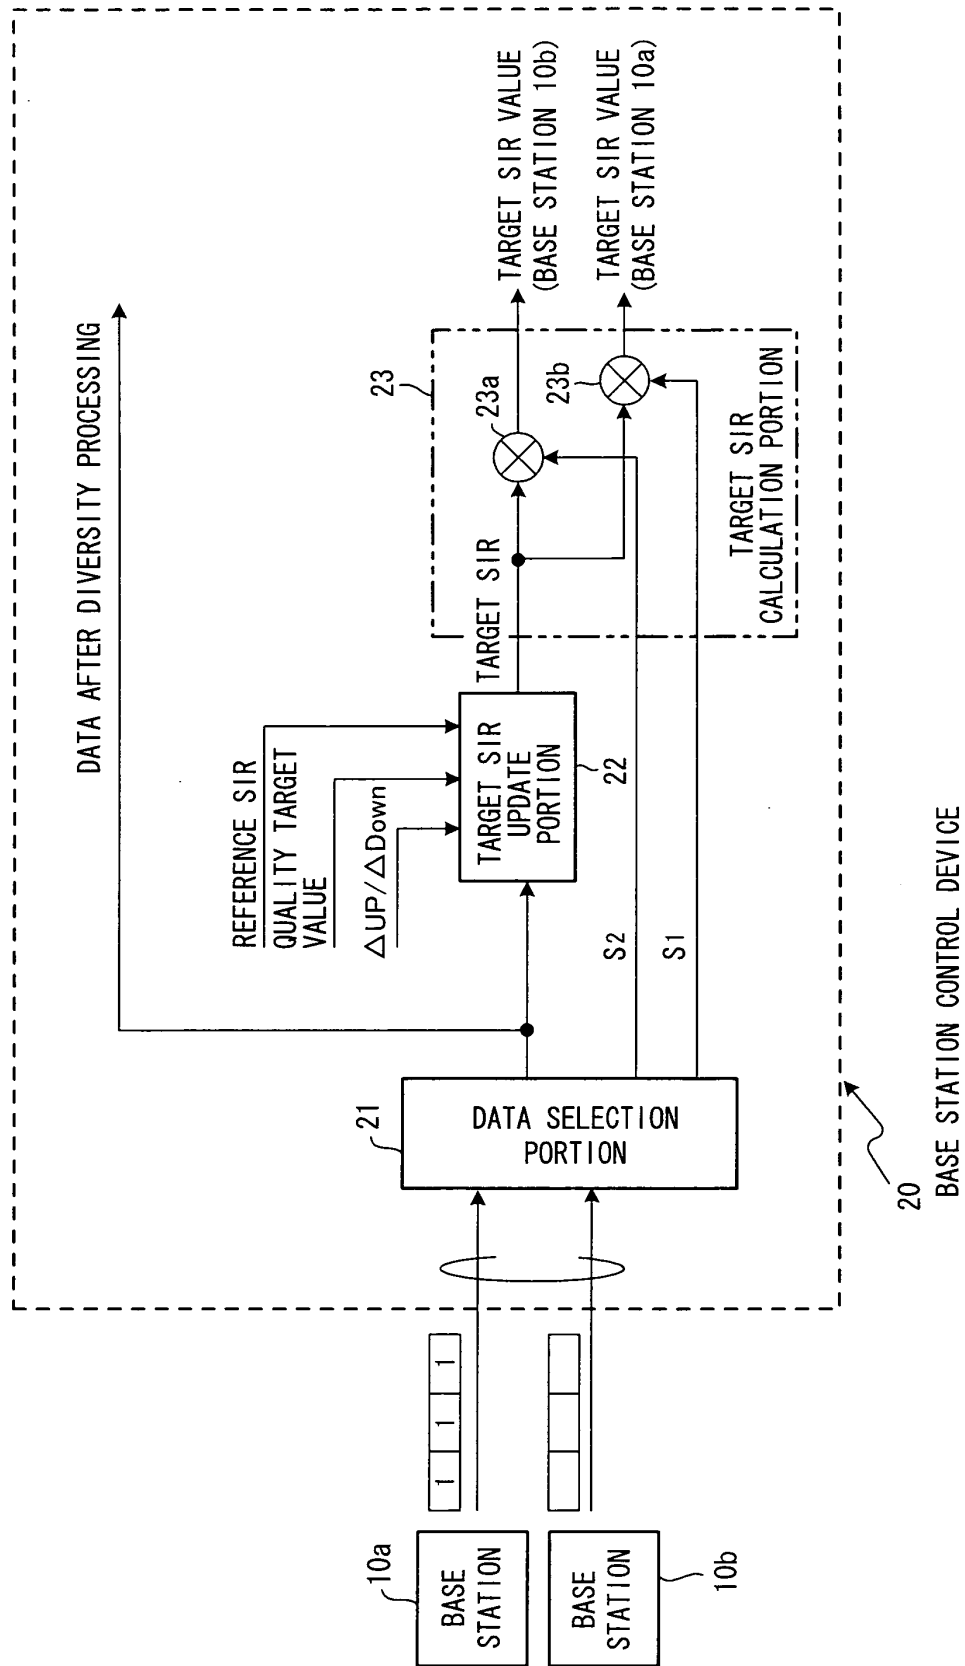 DATA AFTER DIVERSITY PROCESSING
REFERENCE SIR
QUALITY TARGET
VALUE
△UP/△Down
TARGET SIR
UPDATE
PORTION
22
TARGET SIR
23
23a
23b
TARGET SIR
CALCULATION PORTION
TARGET SIR VALUE
(BASE STATION 10b)
TARGET SIR VALUE
(BASE STATION 10a)
S2
S1
21
DATA SELECTION
PORTION
1 1 1
10a
BASE
STATION
BASE
STATION
10b
20
BASE STATION CONTROL DEVICE